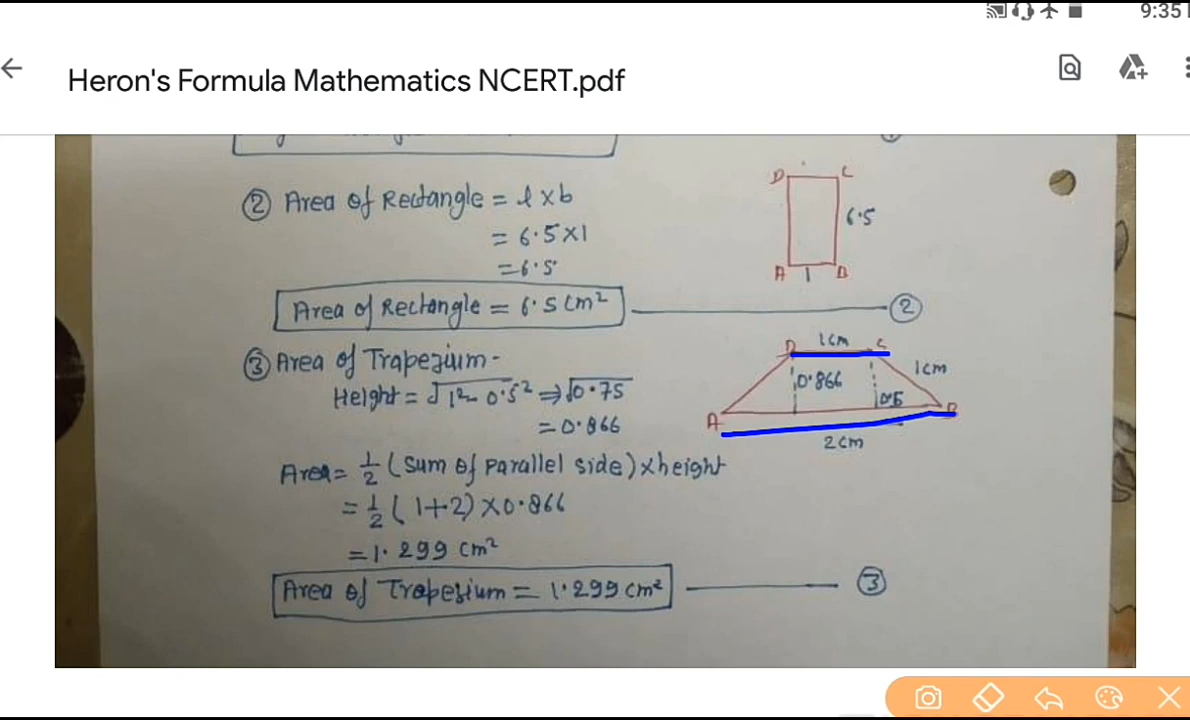 9:35
Heron's Formula Mathematics NCERT.pdf
② Area of Rectangle = l x b
= 6.5 x 1
= 6.5
Area of Rectangle = 6.5 cm² ②
D C
6.5
A 1 B
③ Area of Trapezium -
Height = √1²- 0.5² ⇒ √0.75
= 0.866
D 1cm C
1cm
0.866
0.5
A B
2cm
Area = 1/2 (Sum of Parallel side) x height
= 1/2 (1+2) x 0.866
= 1.299 cm²
Area of Trapezium = 1.299 cm² ③